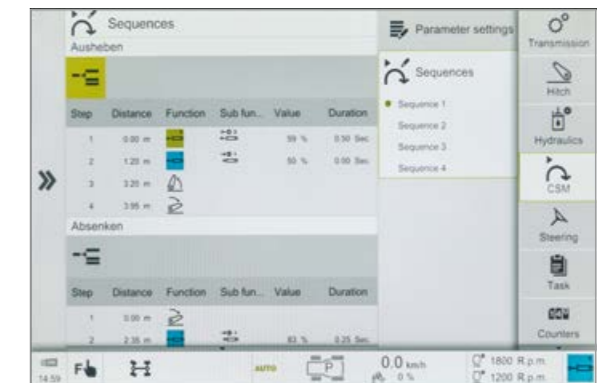 Sequences
Ausheben
Step Distance Function Sub fun... Value Duration
1 0.00 m 59 % 0.50 Sec
2 1.20 m 50 % 0.00 Sec
3 3.25 m
4 3.95 m
Absenken
Step Distance Function Sub fun... Value Duration
1 0.00 m
2 2.35 m 83 % 0.25 Sec
Parameter settings
Sequences
Sequence 1
Sequence 2
Sequence 3
Sequence 4
Transmission
Hitch
Hydraulics
CSM
Steering
Task
Counters
14:59
F
AUTO
P
0.0 km/h
0 %
1800 R.p.m.
1200 R.p.m.